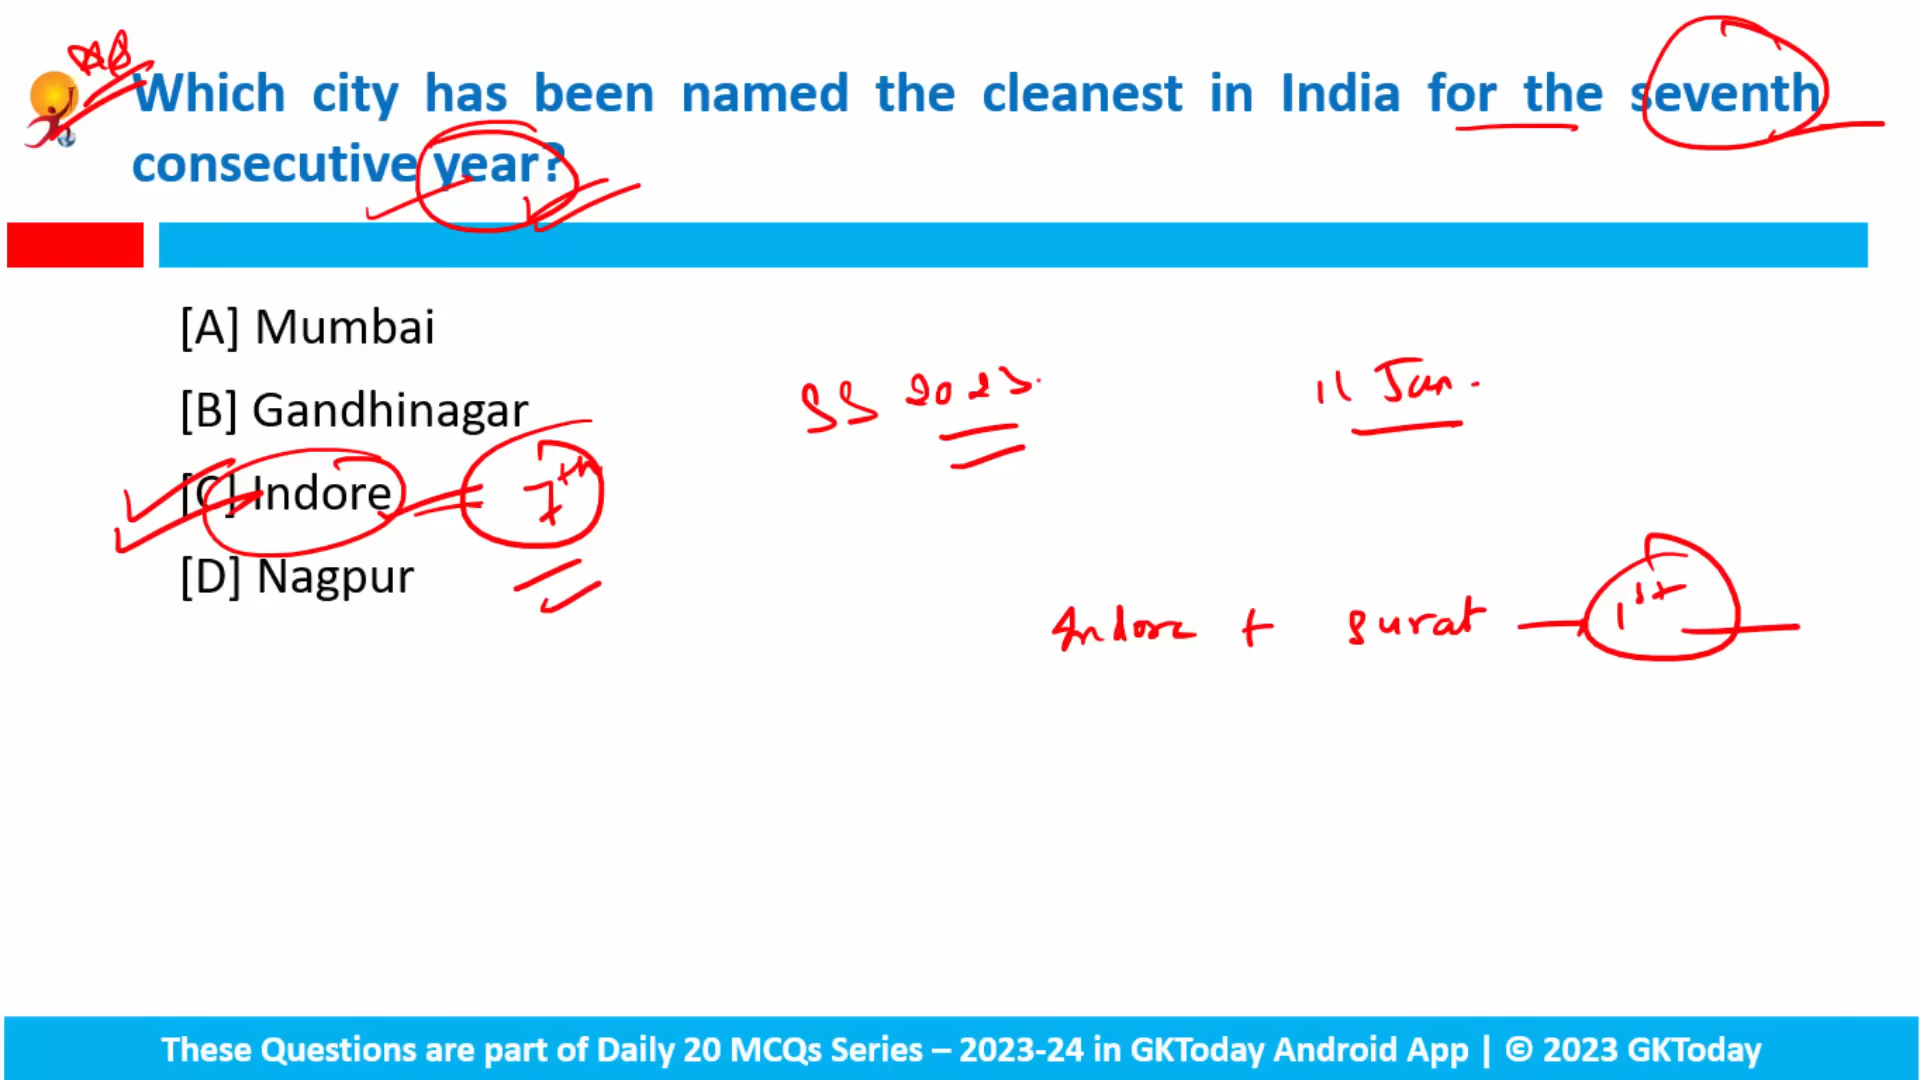 Which city has been named the cleanest in India for the seventh
consecutive year?
[A] Mumbai
[B] Gandhinagar
SS 2023.
11 Jan.
[C] Indore
7th
[D] Nagpur
Indore + surat — 1st
These Questions are part of Daily 20 MCQs Series – 2023-24 in GKToday Android App | © 2023 GKToday